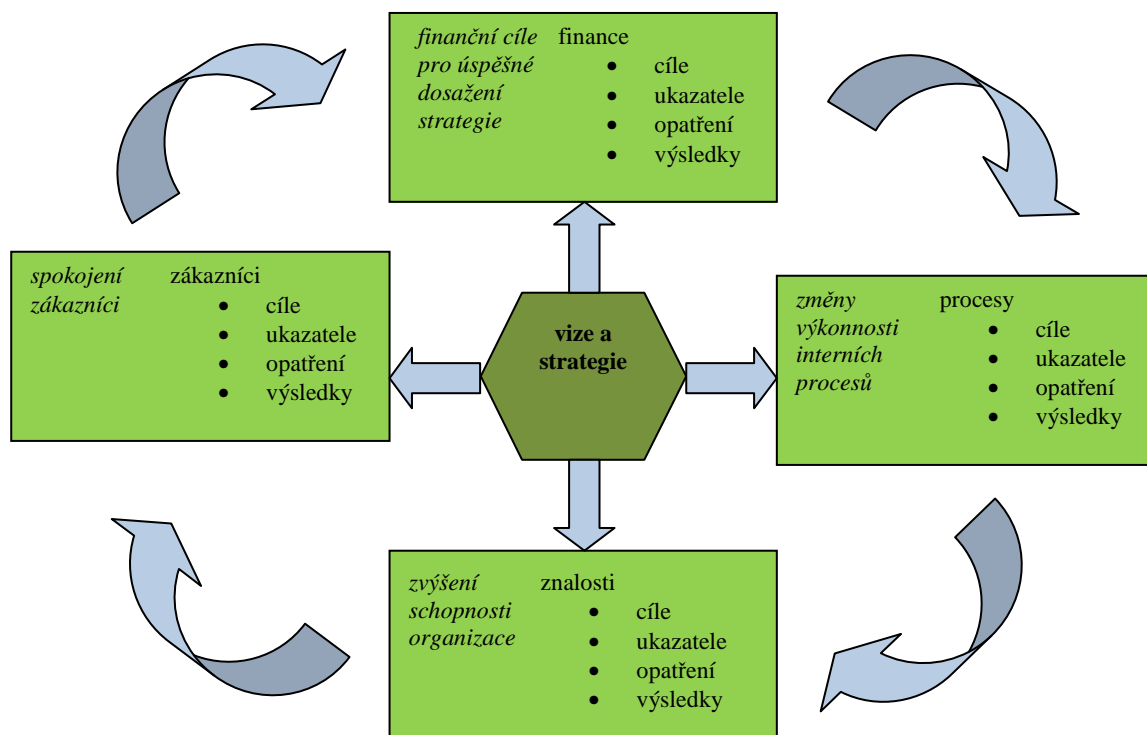 finanční cíle finance
pro úspěšné • cíle
dosažení • ukazatele
strategie • opatření
• výsledky
spokojení zákazníci
zákazníci • cíle
• ukazatele
• opatření
• výsledky
vize a
strategie
změny procesy
výkonnosti • cíle
interních • ukazatele
procesů • opatření
• výsledky
zvýšení znalosti
schopnosti • cíle
organizace • ukazatele
• opatření
• výsledky